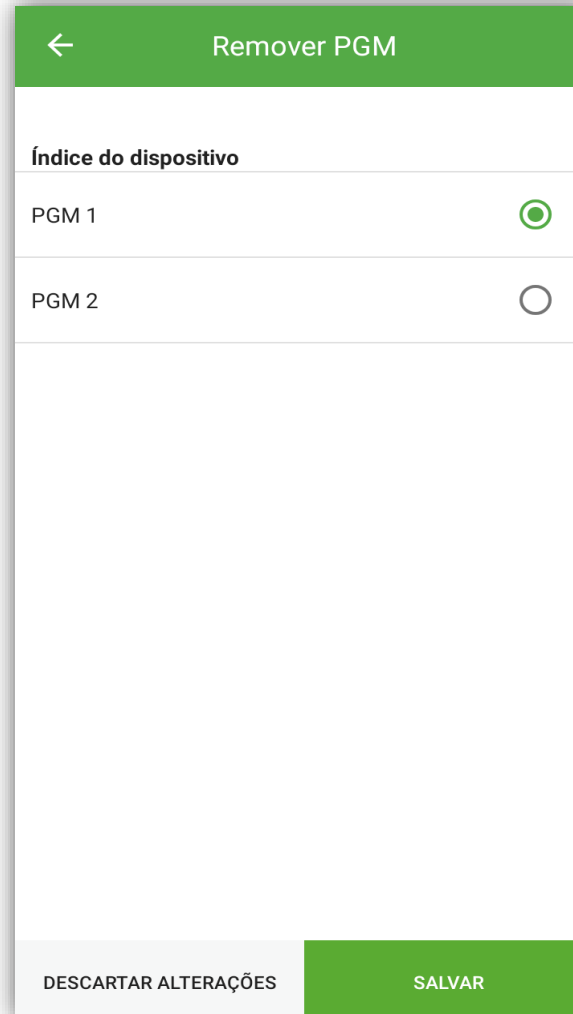 Remover PGM
Índice do dispositivo
PGM 1
PGM 2
DESCARTAR ALTERAÇÕES
SALVAR